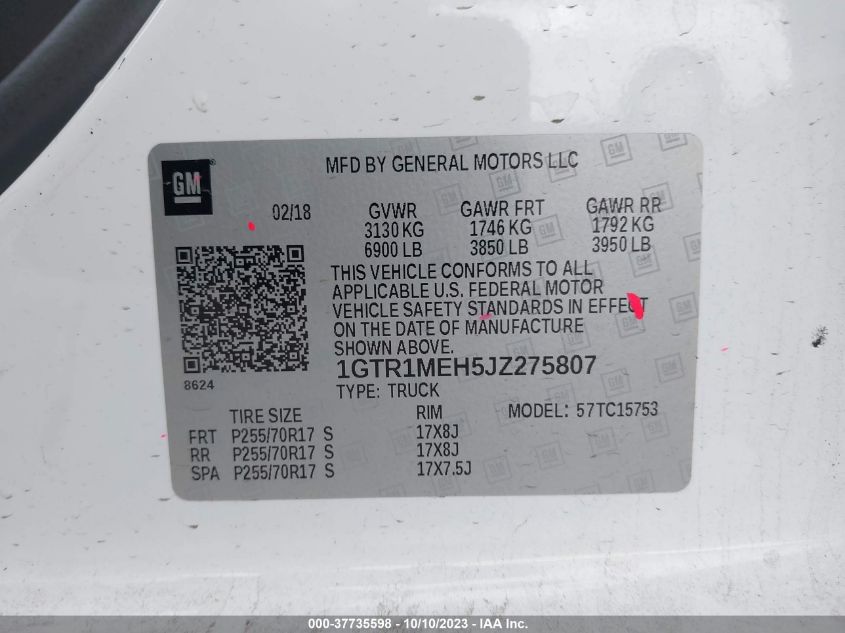 MFD BY GENERAL MOTORS LLC
GM
02/18
GVWR GAWR FRT GAWR RR
3130 KG 1746 KG 1792 KG
6900 LB 3850 LB 3950 LB
THIS VEHICLE CONFORMS TO ALL
APPLICABLE U.S. FEDERAL MOTOR
VEHICLE SAFETY STANDARDS IN EFFECT
ON THE DATE OF MANUFACTURE
SHOWN ABOVE.
1GTR1MEH5JZ275807
8624
TYPE: TRUCK
TIRE SIZE RIM MODEL: 57TC15753
FRT P255/70R17 S 17X8J
RR P255/70R17 S 17X8J
SPA P255/70R17 S 17X7.5J
000-37735598 - 10/10/2023 - COPYRIGHT IAA, Inc.